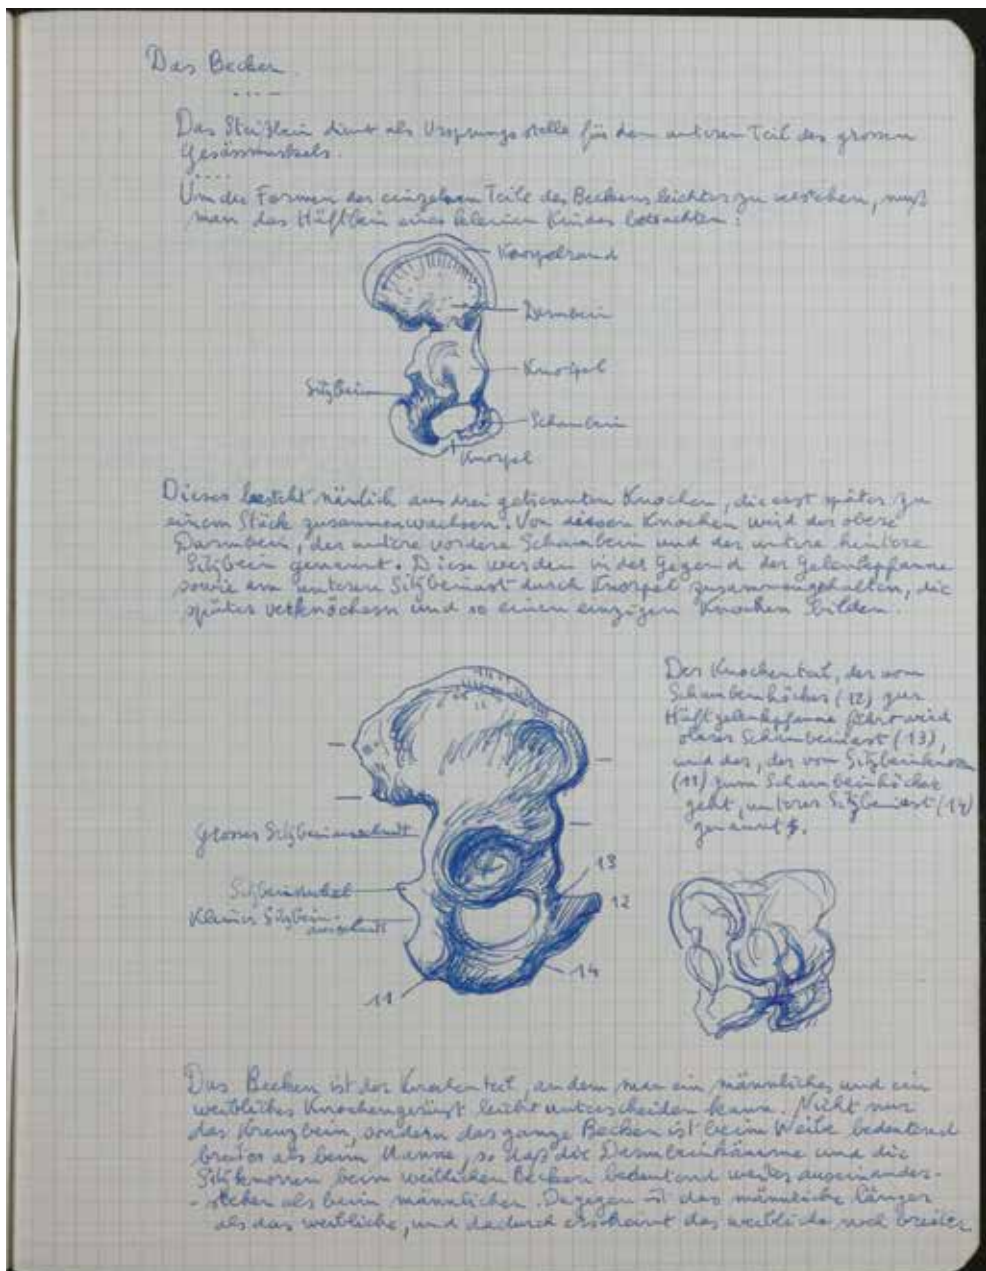 Das Becken.
Das Steißbein dient als Ursprungsstelle für den unteren Teil des grossen
Gesässmuskels.
Um die Formen der einzelnen Teile des Beckens leichter zu verstehen, muß
man das Hüftbein eines kleinen Kindes betrachten:
Knorpelrand
Darmbein
Knorpel
Sitzbein
Schambein
Knorpel
Dieses besteht nämlich aus drei getrennten Knochen, die erst später zu
einem Stück zusammenwachsen. Von diesen Knochen wird der obere
Darmbein, der untere vordere Schambein und der untere hintere
Sitzbein genannt. Diese werden in der Gegend der Gelenkpfanne
sowie am unteren Sitzbeinast durch Knorpel zusammengehalten, die
später verknöchern und so einen einzigen Knochen bilden.
Der Knochenteil, der vom
Schambeinhöcker (12) zur
Hüftgelenkpfanne führt wird
oberer Schambeinast (13),
und der, der vom Sitzbeinknorren
(11) zum Schambeinhöcker
geht, unterer Sitzbeinast (14)
genannt.
Grosser Sitzbeinausschnitt
Sitzbeinstachel
Kleiner Sitzbein-
ausschnitt
13
12
14
11
Das Becken ist der Knochenteil, an dem man ein männliches und ein
weibliches Knochengerüst leicht unterscheiden kann. Nicht nur
das Kreuzbein, sondern das ganze Becken ist beim Weibe bedeutend
breiter als beim Manne, so daß die Darmbeinkämme und die
Sitzknorren beim weiblichen Becken bedeutend weiter auseinander-
- stehen als beim männlichen. Dagegen ist das männliche länger
als das weibliche, und dadurch erscheint das weibliche noch breiter